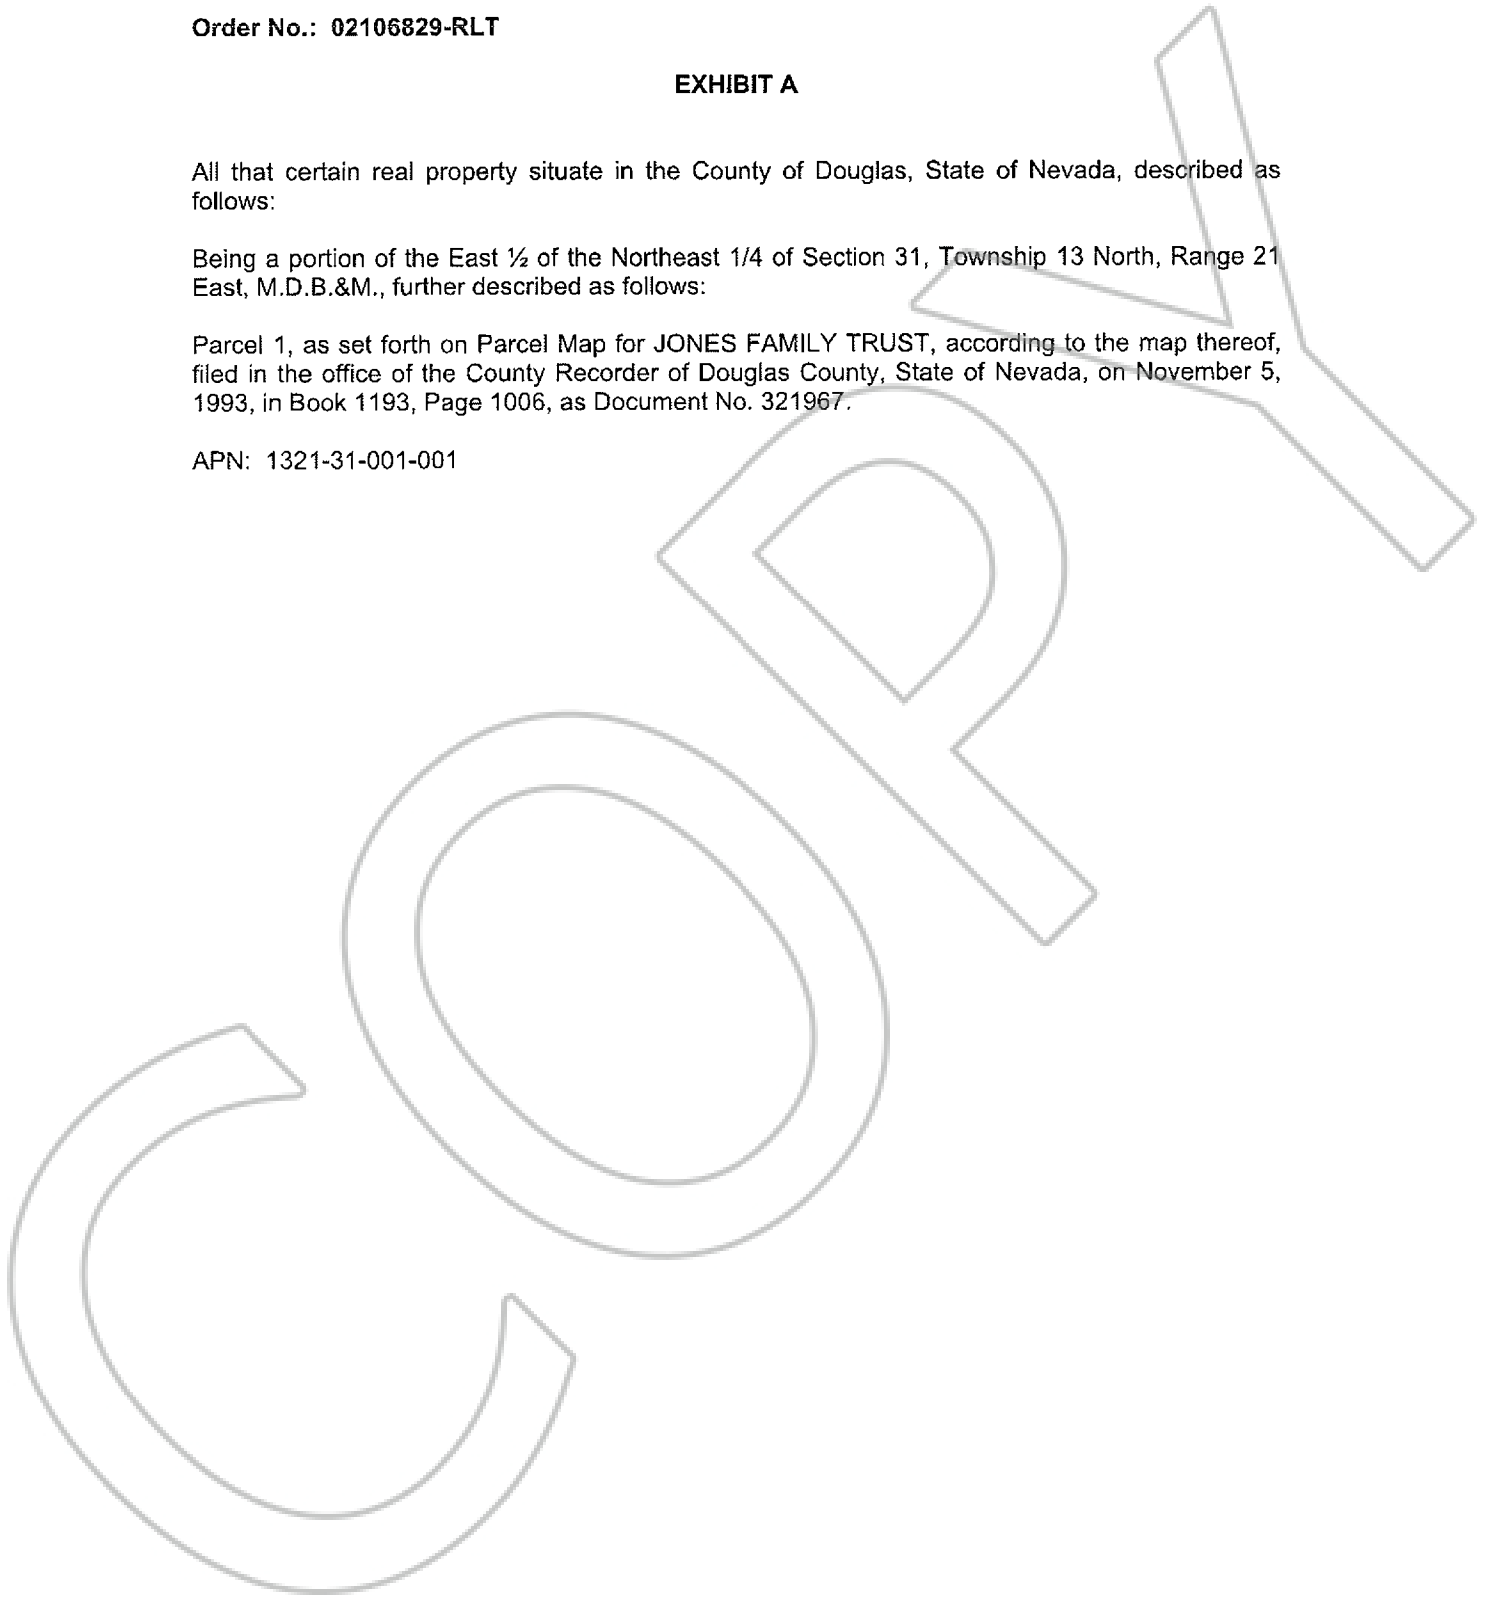 Order No.: 02106829-RLT
EXHIBIT A
All that certain real property situate in the County of Douglas, State of Nevada, described as
follows:
Being a portion of the East ½ of the Northeast 1/4 of Section 31, Township 13 North, Range 21
East, M.D.B.&M., further described as follows:
Parcel 1, as set forth on Parcel Map for JONES FAMILY TRUST, according to the map thereof,
filed in the office of the County Recorder of Douglas County, State of Nevada, on November 5,
1993, in Book 1193, Page 1006, as Document No. 321967.
APN: 1321-31-001-001
COPY